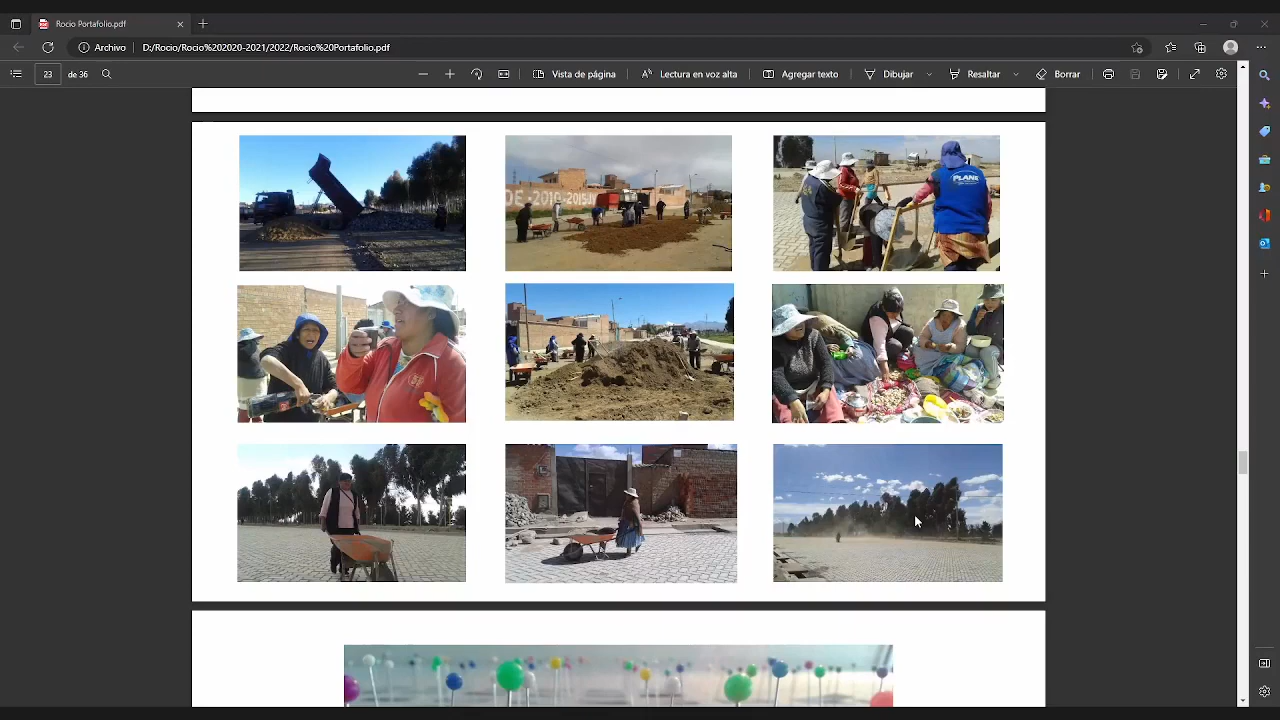 Rocio Portafolio.pdf
Archivo
D:/Rocio/Rocio%202020-2021/2022/Rocio%20Portafolio.pdf
23
de 36
Vista de página
Lectura en voz alta
Agregar texto
Dibujar
Resaltar
Borrar
DE-2010-2015
PLANE